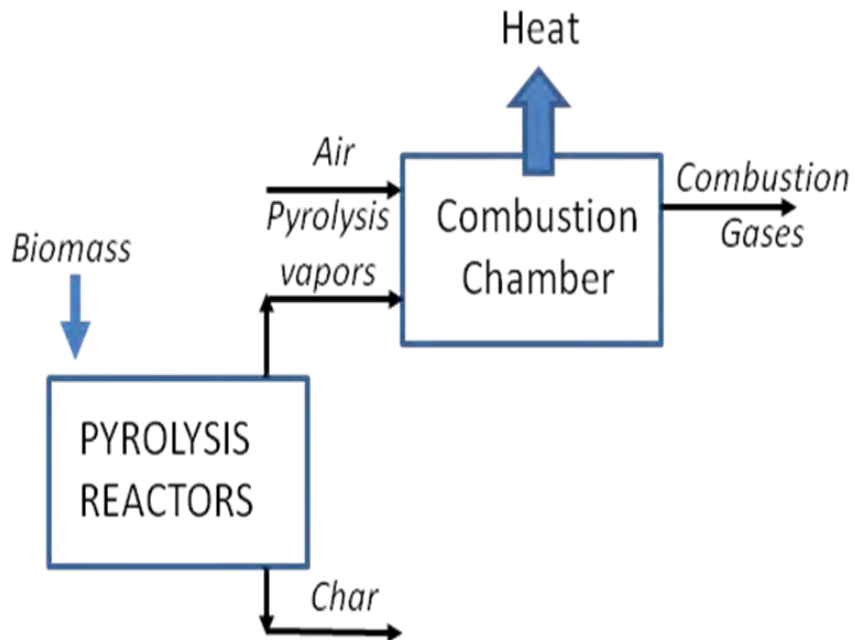 Heat
Air
Pyrolysis
vapors
Combustion
Chamber
Combustion
Gases
Biomass
PYROLYSIS
REACTORS
Char